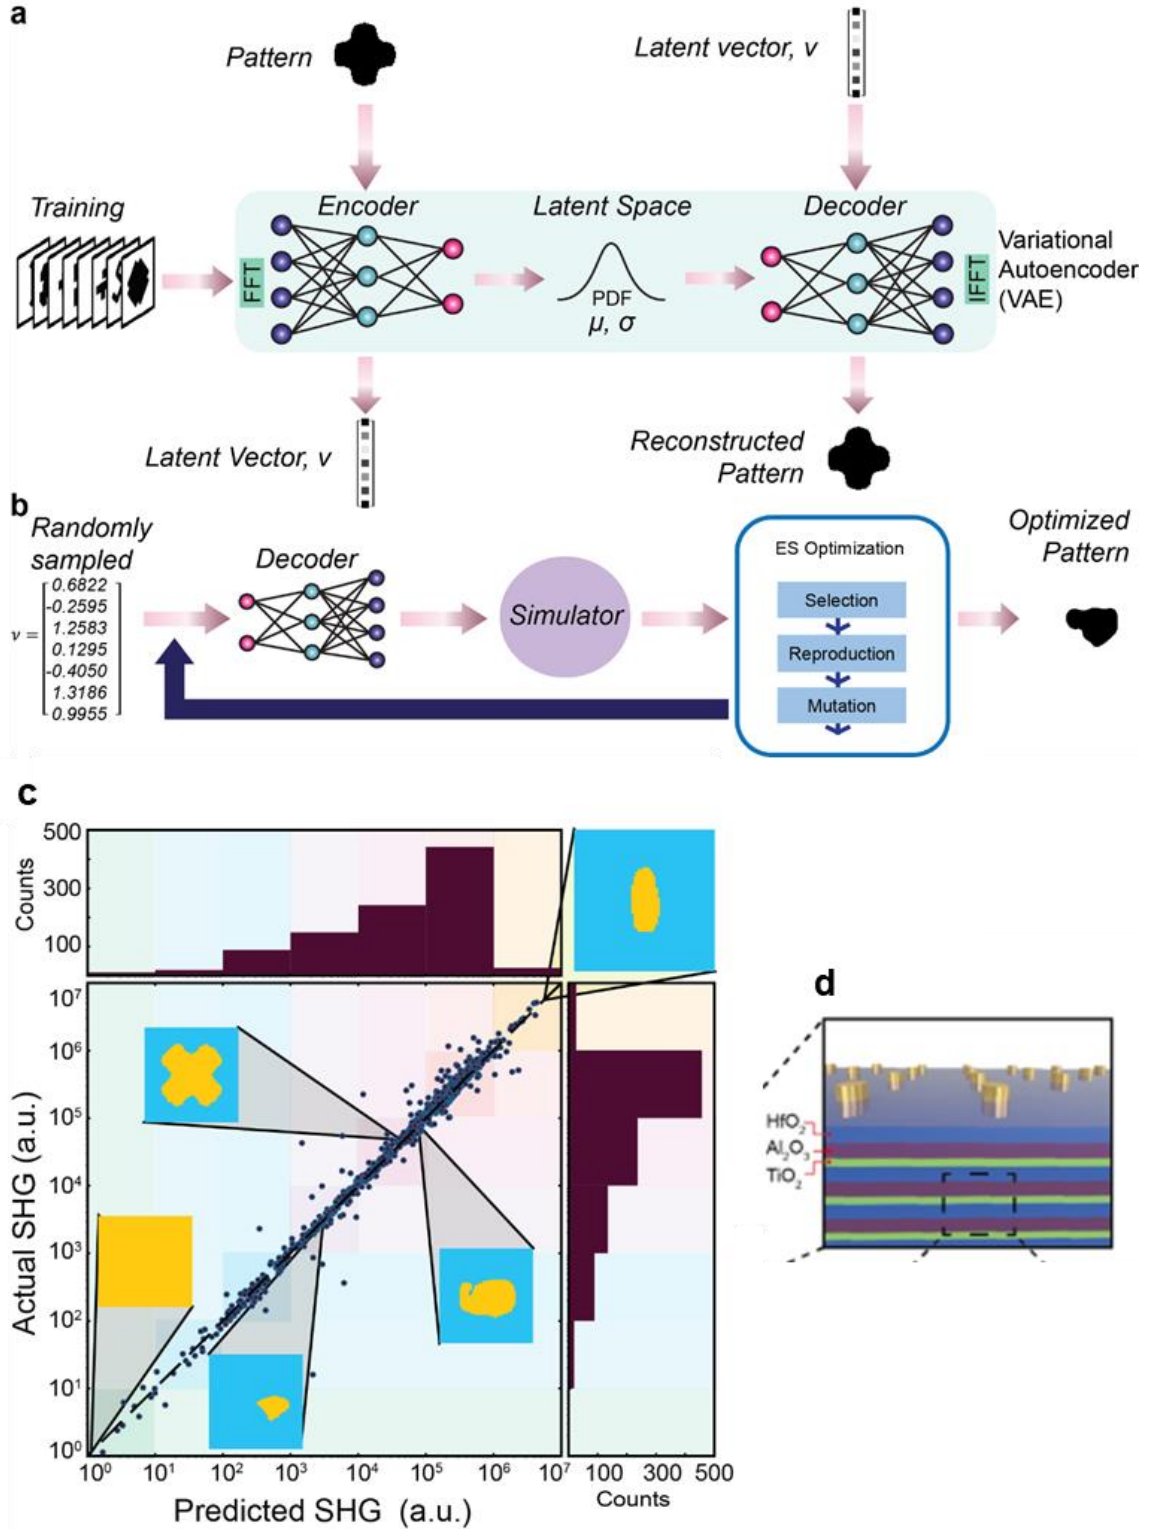 a
Pattern
Latent vector, v
Training
Encoder
Latent Space
Decoder
FFT
PDF
μ, σ
IFFT
Variational
Autoencoder
(VAE)
Latent Vector, v
Reconstructed
Pattern
b
Randomly
sampled
Decoder
Simulator
ES Optimization
Selection
Reproduction
Mutation
Optimized
Pattern
ν =
0.6822
-0.2595
1.2583
0.1295
-0.4050
1.3186
0.9955
c
Counts
500
300
100
Actual SHG (a.u.)
10⁷
10⁶
10⁵
10⁴
10³
10²
10¹
10⁰
10⁰ 10¹ 10² 10³ 10⁴ 10⁵ 10⁶ 10⁷
Predicted SHG (a.u.)
100 300 500
Counts
d
HfO₂
Al₂O₃
TiO₂